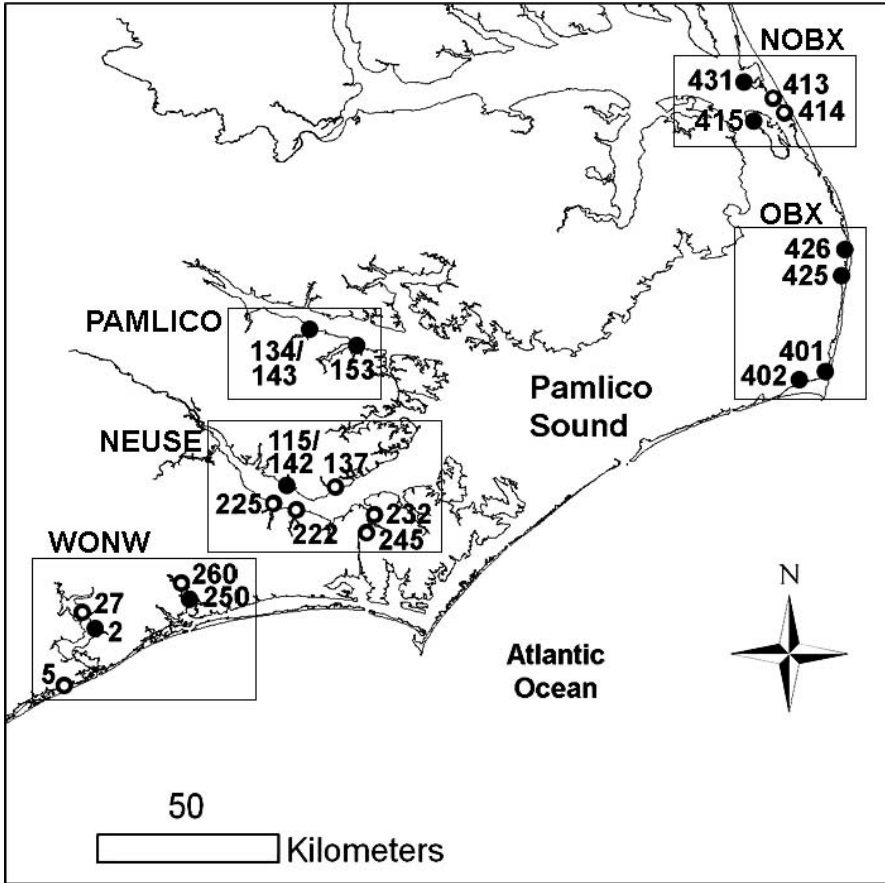 NOBX
431
413
414
415
OBX
426
425
401
402
PAMLICO
134/
143
153
Pamlico
Sound
NEUSE
115/
142
137
225
222
232
245
WONW
260
250
27
2
5
N
Atlantic
Ocean
50
Kilometers